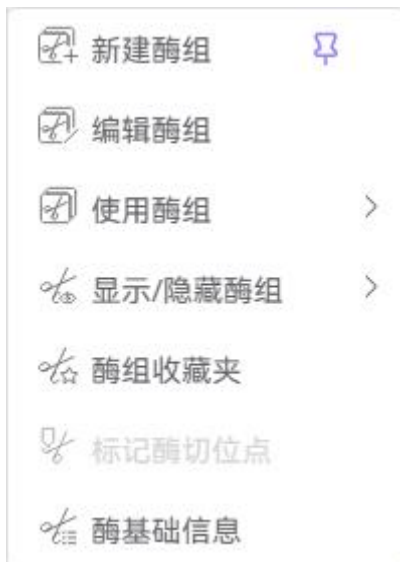 新建酶组
编辑酶组
使用酶组
显示/隐藏酶组
酶组收藏夹
标记酶切位点
酶基础信息